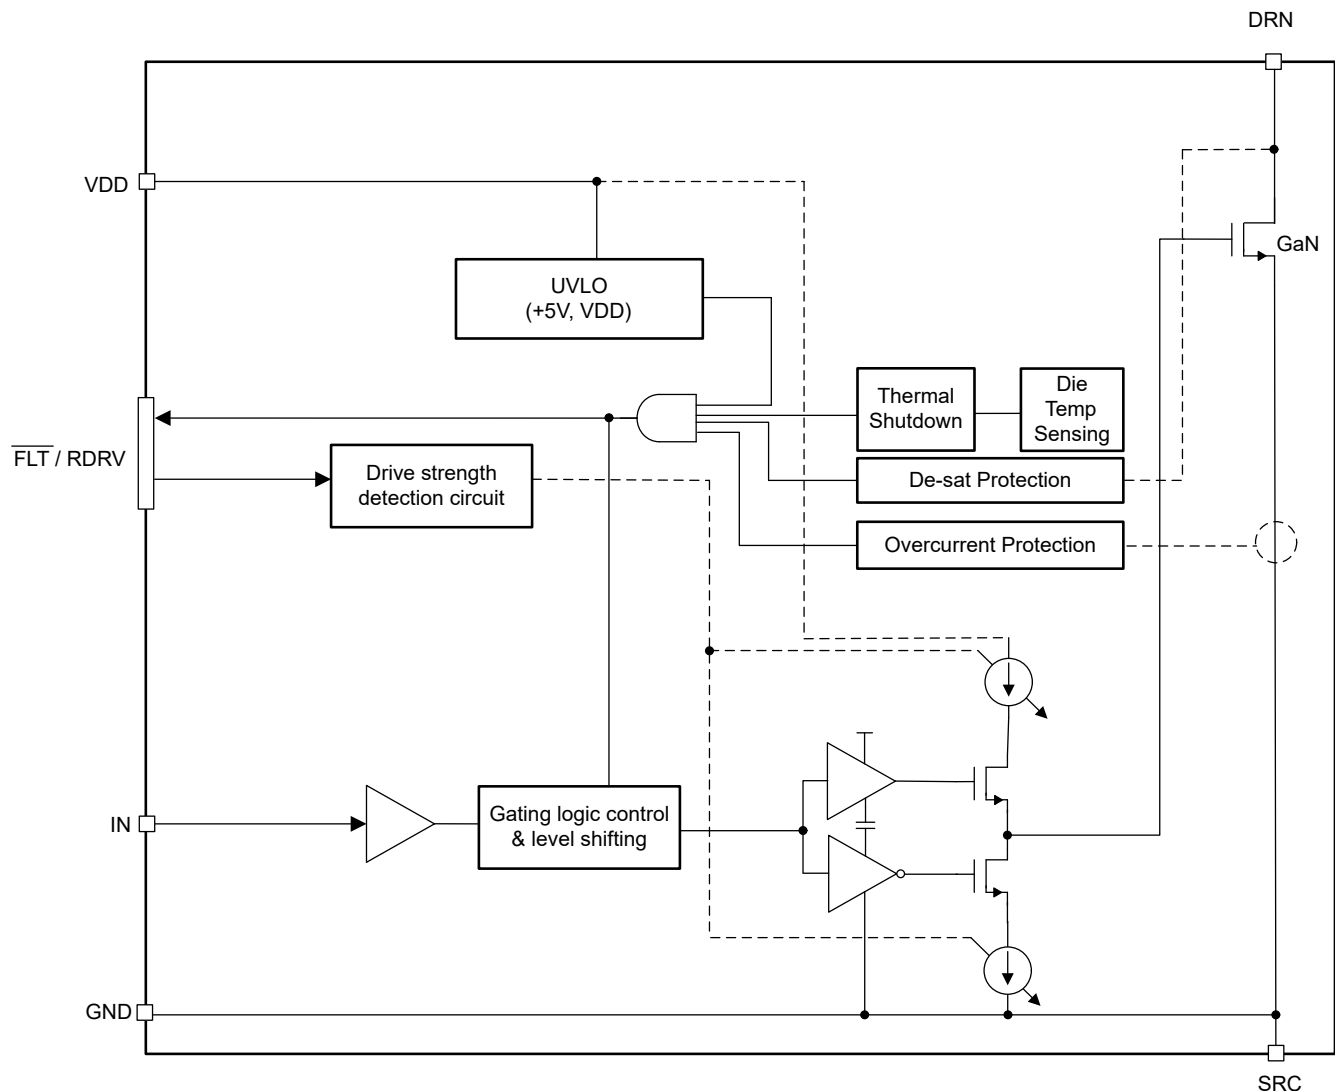 DRN
VDD
GaN
UVLO
(+5V, VDD)
Thermal
Shutdown
Die
Temp
Sensing
FLT / RDRV
Drive strength
detection circuit
De-sat Protection
Overcurrent Protection
IN
Gating logic control
& level shifting
GND
SRC